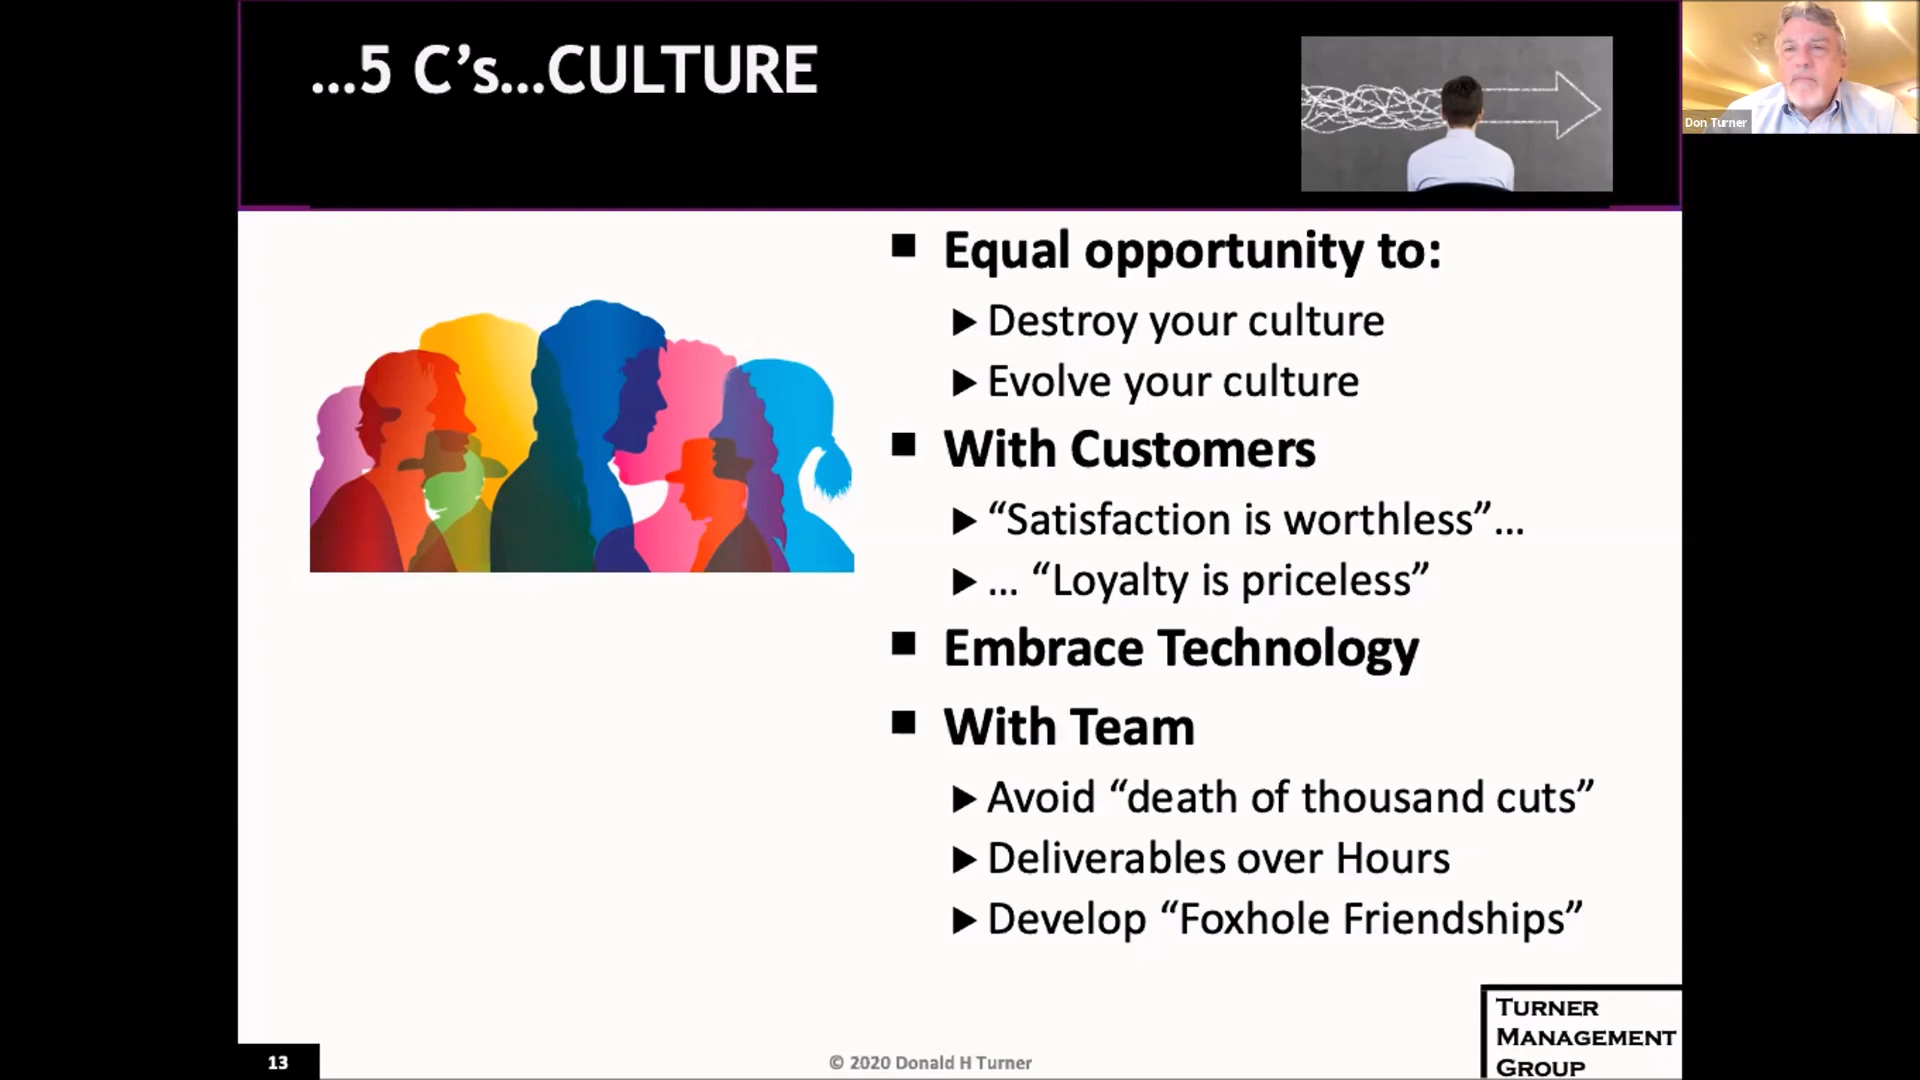 ...5 C’s...CULTURE
Don Turner
■ Equal opportunity to:
▶ Destroy your culture
▶ Evolve your culture
■ With Customers
▶ “Satisfaction is worthless”...
▶ ... “Loyalty is priceless”
■ Embrace Technology
■ With Team
▶ Avoid “death of thousand cuts”
▶ Deliverables over Hours
▶ Develop “Foxhole Friendships”
TURNER
MANAGEMENT
GROUP
13
© 2020 Donald H Turner